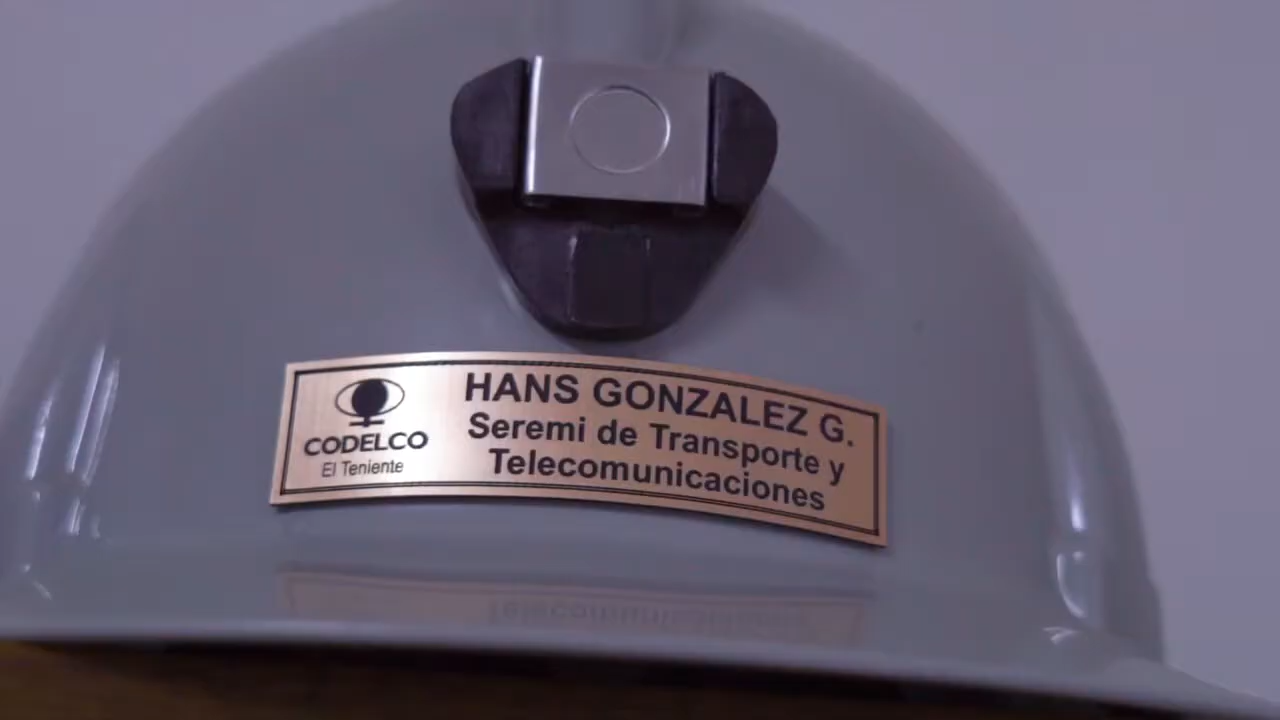 CODELCO
El Teniente
HANS GONZALEZ G.
Seremi de Transporte y
Telecomunicaciones